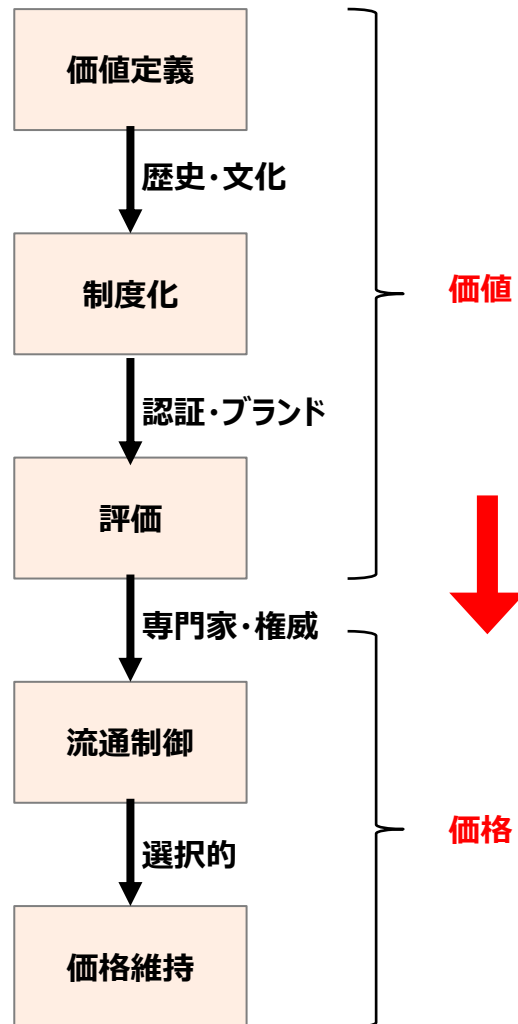 価値定義
歴史・文化
制度化
価値
認証・ブランド
評価
専門家・権威
流通制御
価格
選択的
価格維持